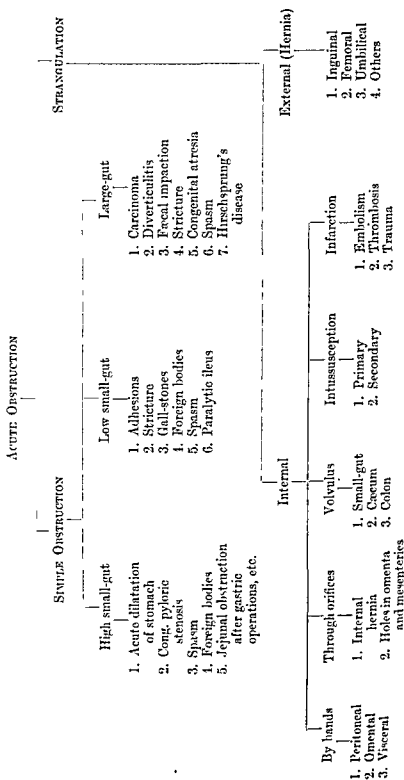 ACUTE OBSTRUCTION
SIMPLE OBSTRUCTION
STRANGULATION
High small-gut
1. Acute dilatation
of stomach
2. Cong. pyloric
stenosis
3. Spasm
4. Foreign bodies
5. Jejunal obstruction
after gastric
operations, etc.
Low small-gut
1. Adhesions
2. Stricture
3. Gall-stones
4. Foreign bodies
5. Spasm
6. Paralytic ileus
Large-gut
1. Carcinoma
2. Diverticulitis
3. Fæcal impaction
4. Stricture
5. Congenital atresia
6. Spasm
7. Hirschsprung's
disease
Internal
External (Hernia)
By bands
1. Peritoneal
2. Omental
3. Visceral
Through orifices
1. Internal
hernia
2. Holes in omenta
and mesenteries
Volvulus
1. Small-gut
2. Cæcum
3. Colon
Intussusception
1. Primary
2. Secondary
Infarction
1. Embolism
2. Thrombosis
3. Trauma
1. Inguinal
2. Femoral
3. Umbilical
4. Others